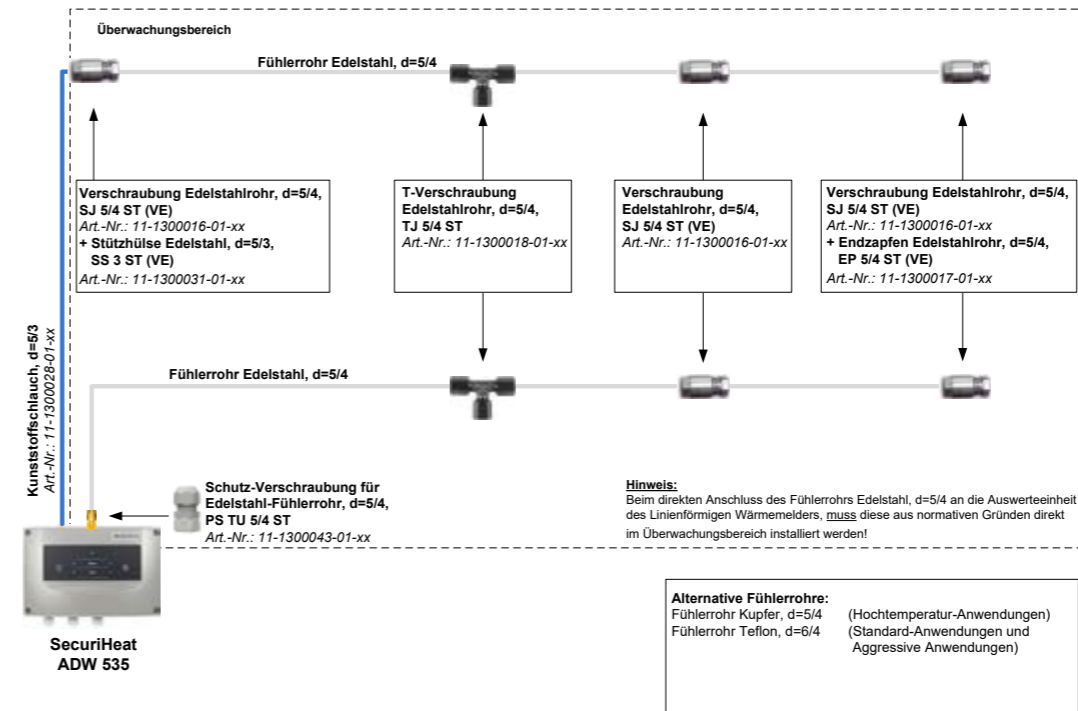 Überwachungsbereich
Fühlerrohr Edelstahl, d=5/4
Verschraubung Edelstahlrohr, d=5/4,
SJ 5/4 ST (VE)
Art.-Nr.: 11-1300016-01-xx
+ Stützhülse Edelstahl, d=5/3,
SS 3 ST (VE)
Art.-Nr.: 11-1300031-01-xx
T-Verschraubung
Edelstahlrohr, d=5/4,
TJ 5/4 ST
Art.-Nr.: 11-1300018-01-xx
Verschraubung
Edelstahlrohr, d=5/4,
SJ 5/4 ST (VE)
Art.-Nr.: 11-1300016-01-xx
Verschraubung Edelstahlrohr, d=5/4,
SJ 5/4 ST (VE)
Art.-Nr.: 11-1300016-01-xx
+ Endzapfen Edelstahlrohr, d=5/4,
EP 5/4 ST (VE)
Art.-Nr.: 11-1300017-01-xx
Kunststoffschlauch, d=5/3
Art.-Nr.: 11-1300028-01-xx
Fühlerrohr Edelstahl, d=5/4
Schutz-Verschraubung für
Edelstahl-Fühlerrohr, d=5/4,
PS TU 5/4 ST
Art.-Nr.: 11-1300043-01-xx
Hinweis:
Beim direkten Anschluss des Fühlerrohrs Edelstahl, d=5/4 an die Auswerteeinheit
des Linienförmigen Wärmemelders, muss diese aus normativen Gründen direkt
im Überwachungsbereich installiert werden!
SecuriHeat
ADW 535
Alternative Fühlerrohre:
Fühlerrohr Kupfer, d=5/4 (Hochtemperatur-Anwendungen)
Fühlerrohr Teflon, d=6/4 (Standard-Anwendungen und
Aggressive Anwendungen)